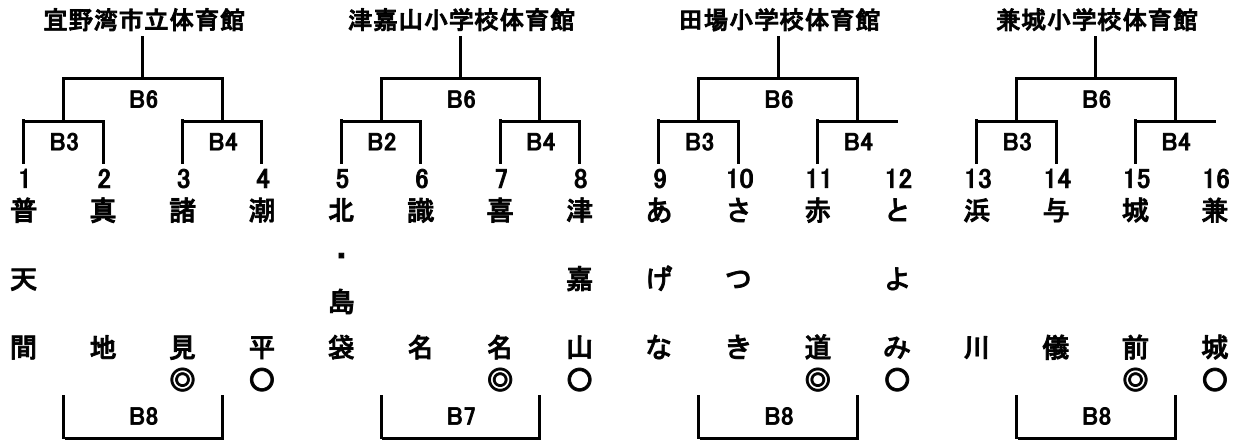 宜野湾市立体育館 津嘉山小学校体育館 田場小学校体育館 兼城小学校体育館
B6 B6 B6 B6
B3 B4 B2 B4 B3 B4 B3 B4
1 2 3 4 5 6 7 8 9 10 11 12 13 14 15 16
普天間
真地
諸見◎
潮平○
北・島袋
識名
喜名◎
津嘉山○
あげな
さつき
赤道◎
とよみ○
浜川
与儀
城前◎
兼城○
B8 B7 B8 B8